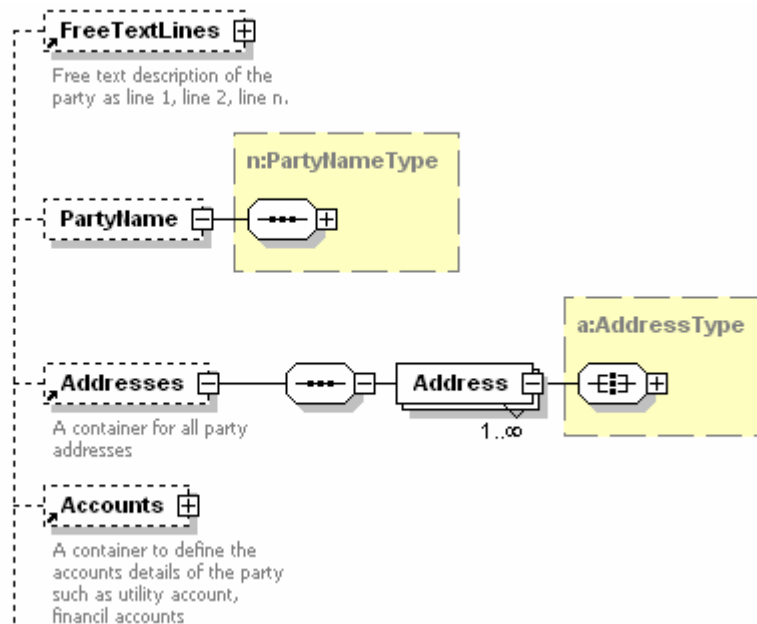 FreeTextLines
Free text description of the
party as line 1, line 2, line n.
n:PartyNameType
PartyName
a:AddressType
Addresses
Address
1..∞
A container for all party
addresses
Accounts
A container to define the
accounts details of the party
such as utility account,
financil accounts